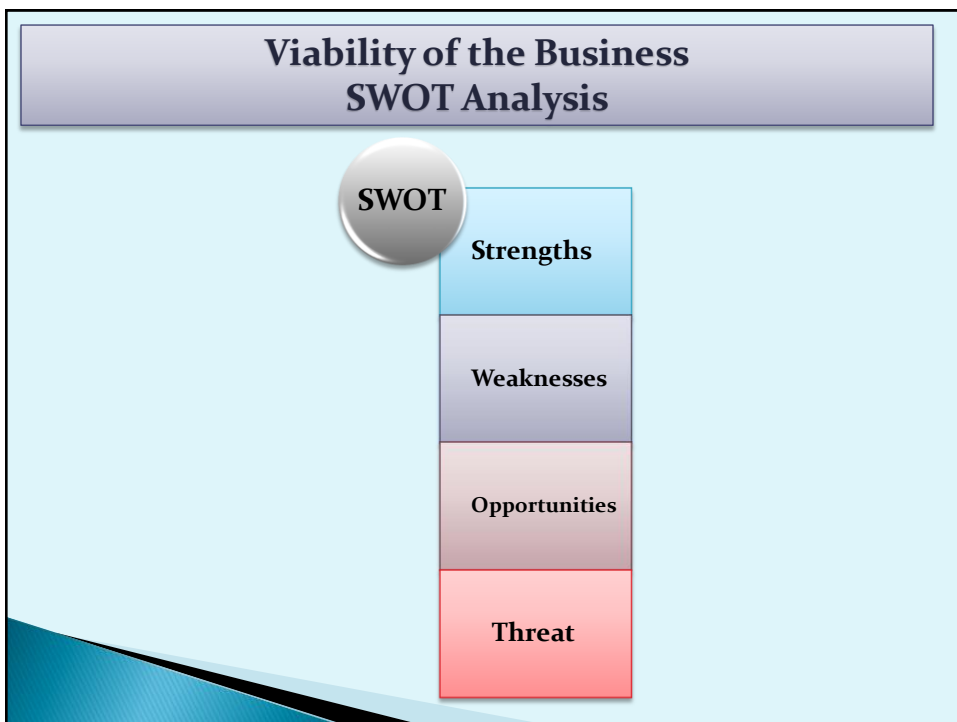 Viability of the Business
SWOT Analysis
SWOT
Strengths
Weaknesses
Opportunities
Threat